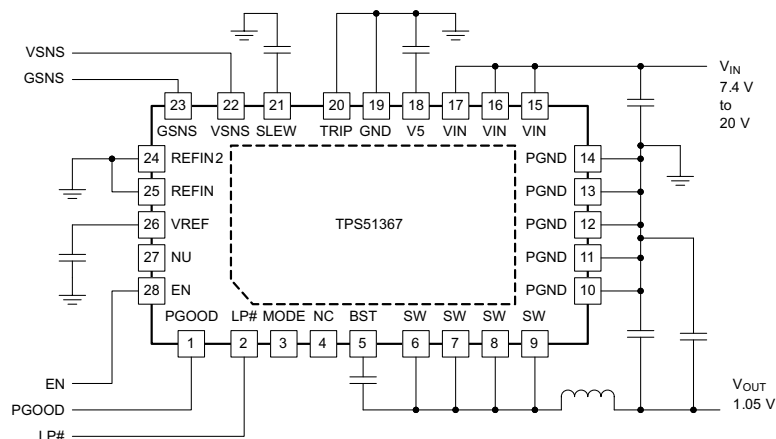 VSNS
GSNS
23 22 21 20 19 18 17 16 15
GSNS VSNS SLEW TRIP GND V5 VIN VIN VIN
VIN
7.4 V
to
20 V
24 REFIN2
25 REFIN
26 VREF
27 NU
28 EN
TPS51367
PGND 14
PGND 13
PGND 12
PGND 11
PGND 10
PGOOD LP# MODE NC BST SW SW SW SW
1 2 3 4 5 6 7 8 9
EN
PGOOD
LP#
VOUT
1.05 V